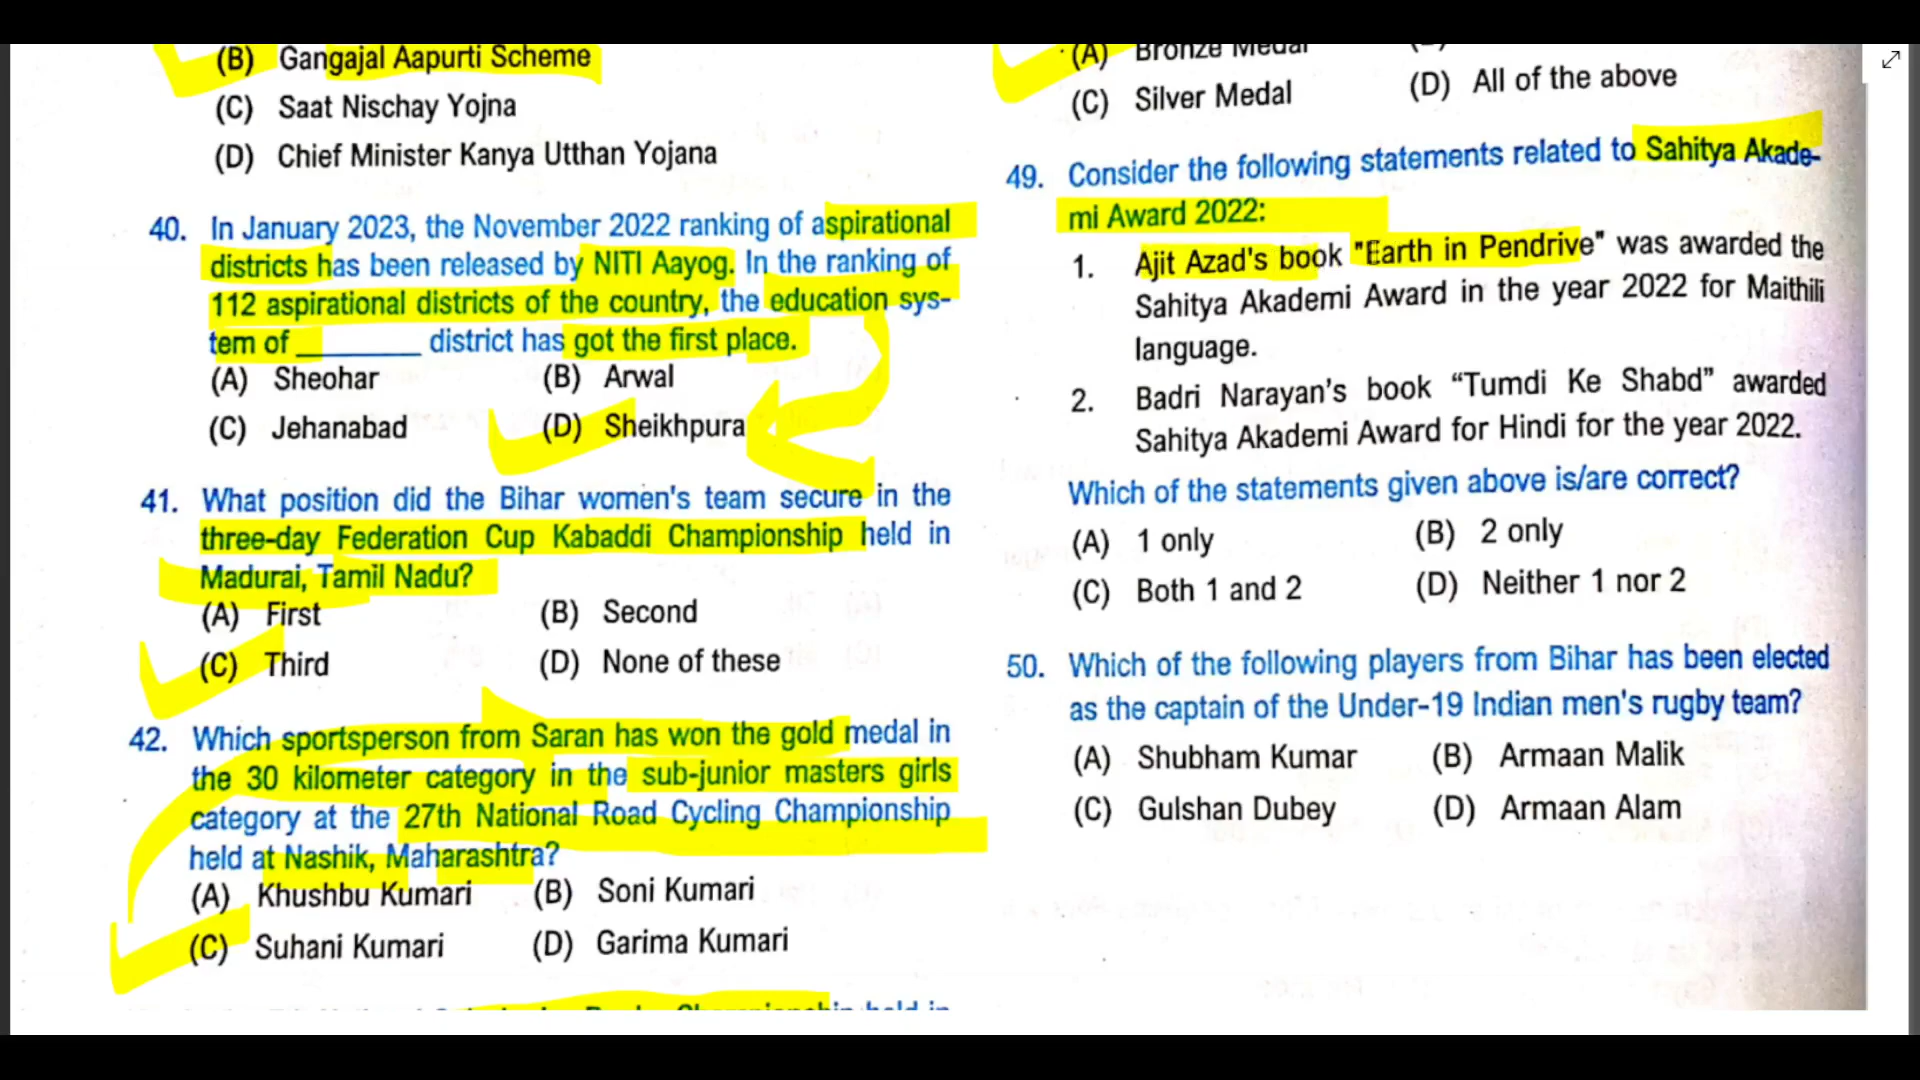 (B) Gangajal Aapurti Scheme
(C) Saat Nischay Yojna
(D) Chief Minister Kanya Utthan Yojana
40. In January 2023, the November 2022 ranking of aspirational
districts has been released by NITI Aayog. In the ranking of
112 aspirational districts of the country, the education sys-
tem of ________ district has got the first place.
(A) Sheohar (B) Arwal
(C) Jehanabad (D) Sheikhpura
41. What position did the Bihar women's team secure in the
three-day Federation Cup Kabaddi Championship held in
Madurai, Tamil Nadu?
(A) First (B) Second
(C) Third (D) None of these
42. Which sportsperson from Saran has won the gold medal in
the 30 kilometer category in the sub-junior masters girls
category at the 27th National Road Cycling Championship
held at Nashik, Maharashtra?
(A) Khushbu Kumari (B) Soni Kumari
(C) Suhani Kumari (D) Garima Kumari
Championship held in
(A) Bronze Medal
(C) Silver Medal (D) All of the above
49. Consider the following statements related to Sahitya Akade-
mi Award 2022:
1. Ajit Azad's book "Earth in Pendrive" was awarded the
Sahitya Akademi Award in the year 2022 for Maithili
language.
2. Badri Narayan's book “Tumdi Ke Shabd” awarded
Sahitya Akademi Award for Hindi for the year 2022.
Which of the statements given above is/are correct?
(A) 1 only (B) 2 only
(C) Both 1 and 2 (D) Neither 1 nor 2
50. Which of the following players from Bihar has been elected
as the captain of the Under-19 Indian men's rugby team?
(A) Shubham Kumar (B) Armaan Malik
(C) Gulshan Dubey (D) Armaan Alam